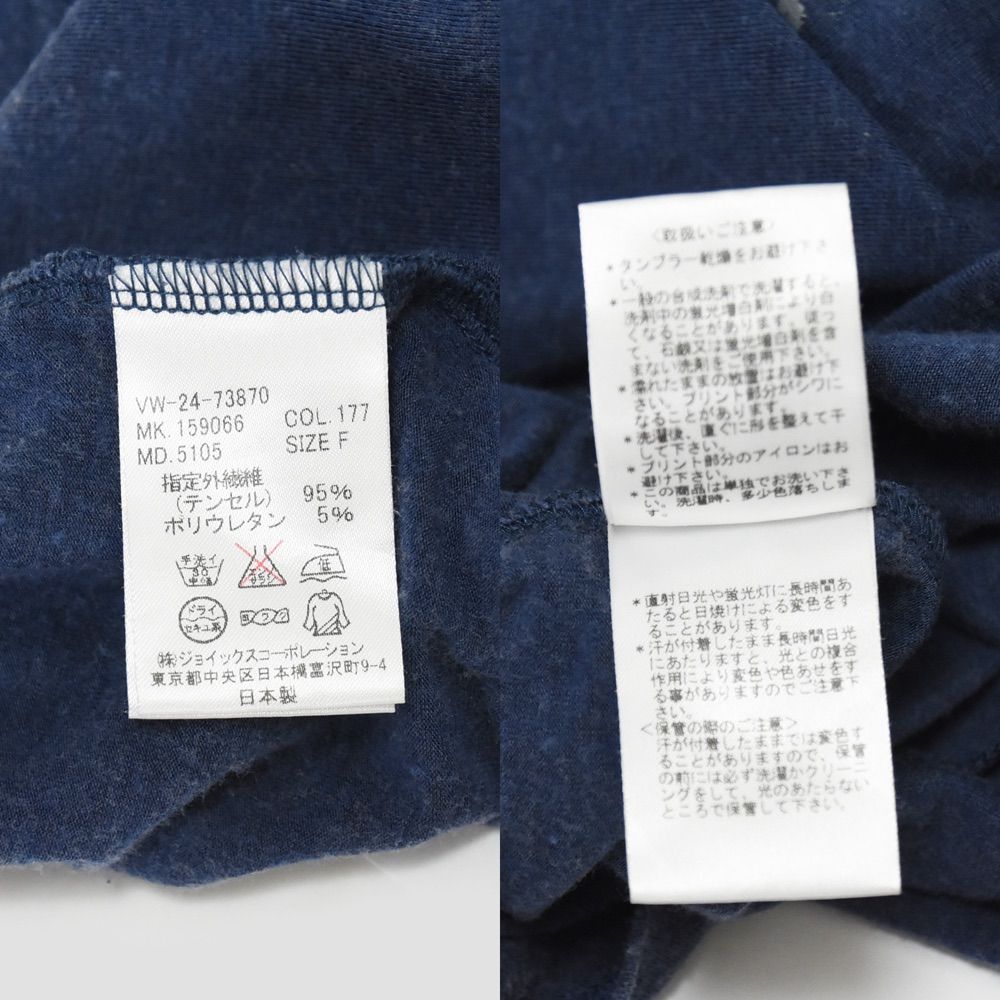 VW-24-73870
MK. 159066 COL. 177
MD. 5105 SIZE F
指定外繊維
(テンセル) 95%
ポリウレタン 5%
手洗イ
30
中性
エンソ
サラシ
低
ドライ
セキユ系
㈱ジョイックスコーポレーション
東京都中央区日本橋富沢町9-4
日本製
〈取扱いご注意〉
*タンブラー乾燥をお避け下さ
い。
*一般の合成洗剤で洗濯すると、
洗剤中の蛍光増白剤により白
くなることがあります。従っ
て、石鹸又は蛍光増白剤を含
まない洗剤をご使用下さい。
*濡れたままの放置はお避け下
さい。プリント部分がシワに
なることがあります。
*洗濯後、直ぐに形を整えて干
して下さい。
*プリント部分のアイロンはお
避け下さい。
*この商品は単独でお洗い下さ
い。洗濯時、多少色落ちしま
す。
*直射日光や蛍光灯に長時間あ
たると日焼けによる変色をす
ることがあります。
*汗が付着したまま長時間日光
にあたりますと、光との複合
作用により変色や色あせをす
る事がありますのでご注意下
さい。
〈保管の際のご注意〉
汗が付着したままでは変色す
ることがありますので、保管
の前には必ず洗濯かクリーニ
ングをして、光のあたらない
ところで保管して下さい。